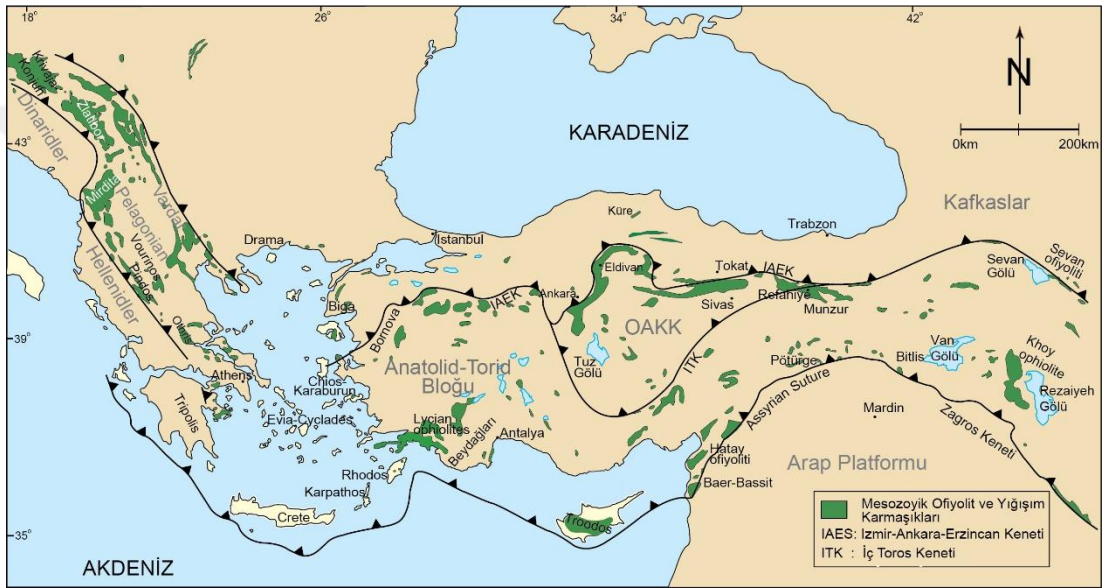 18°
26°
34°
42°
43°
39°
35°
N
0km
200km
Krivaja
Konjuh
Zlatibor
Dinaridler
Mirdita
Pelagonian
Vardar
Hellenidler
Vourinos
Pindos
Othris
Drama
İstanbul
KARADENİZ
Küre
Trabzon
Kafkaslar
Eldivan
Tokat
IAEK
Sevan
Gölü
Sevan
ofiyoliti
Ankara
Sivas
Refahiye
Munzur
OAKK
Biga
Bornova
IAEK
Tuz
Gölü
ITK
Anatolid-Torid
Bloğu
Pötürge
Bitlis
Van
Gölü
Khoy
ophiolite
Rezaiyeh
Gölü
Athens
Chios-
Karaburun
Tripolis
Evia-Cyclades
Lycian
ophiolites
Beydağları
Antalya
Assyrian Suture
Mardin
Zagros Keneti
Hatay
ofiyoliti
Baer-Bassit
Arap Platformu
Rhodos
Karpathos
Crete
Troodos
AKDENİZ
Mesozoyik Ofiyolit ve Yığışım
Karmaşıkları
IAES: Izmir-Ankara-Erzincan Keneti
ITK : İç Toros Keneti